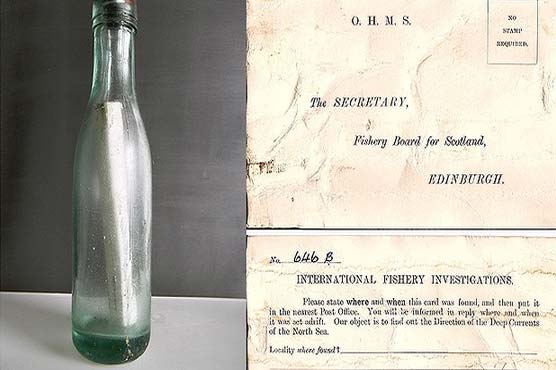 O. H. M. S.
NO
STAMP
REQUIRED.
The SECRETARY,
Fishery Board for Scotland,
EDINBURGH.
No. 646 B
INTERNATIONAL FISHERY INVESTIGATIONS.
Please state where and when this card was found, and then put it
in the nearest Post Office. You will be informed in reply where and when
it was set adrift. Our object is to find out the Direction of the Deep Currents
of the North Sea.
Locality where found